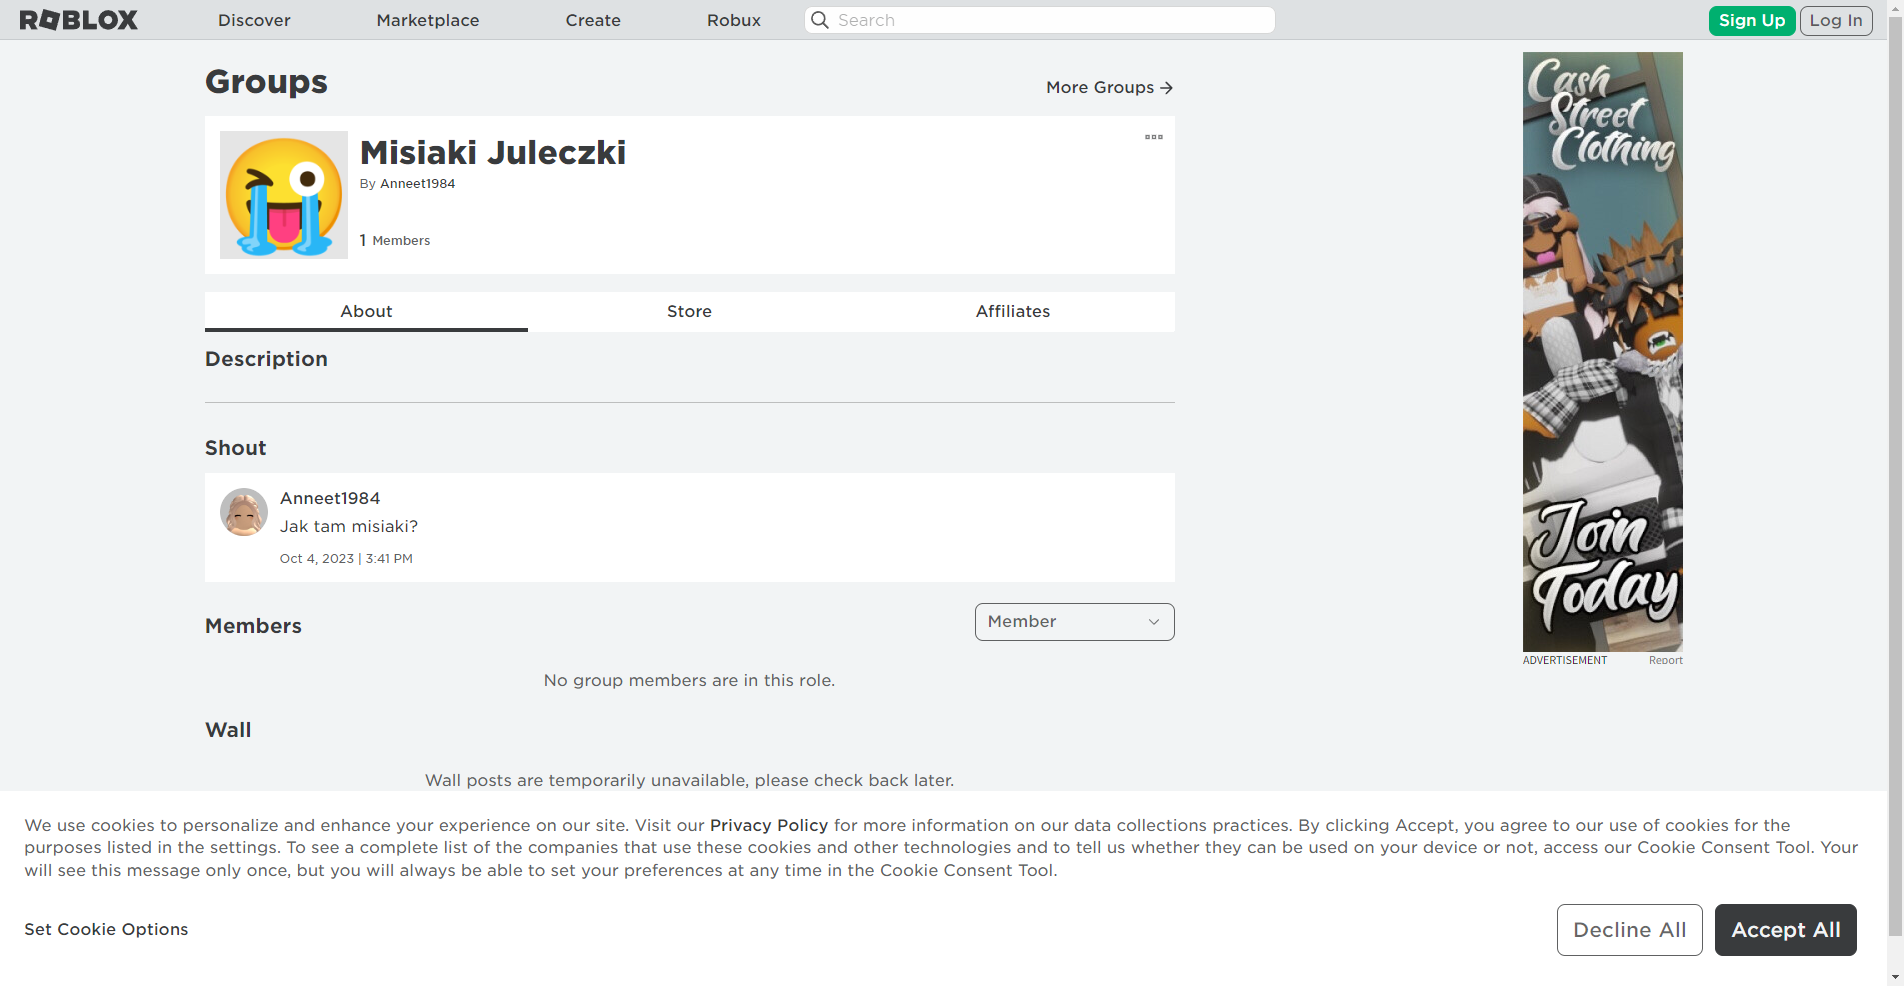 ROBLOX
Discover
Marketplace
Create
Robux
Search
Sign Up
Log In
Groups
More Groups
Misiaki Juleczki
By Anneet1984
1 Members
About
Store
Affiliates
Description
Shout
Anneet1984
Jak tam misiaki?
Oct 4, 2023 | 3:41 PM
Members
Member
No group members are in this role.
Wall
Wall posts are temporarily unavailable, please check back later.
Cash
Street
Clothing
Join
Today
ADVERTISEMENT
Report
We use cookies to personalize and enhance your experience on our site. Visit our Privacy Policy for more information on our data collections practices. By clicking Accept, you agree to our use of cookies for the
purposes listed in the settings. To see a complete list of the companies that use these cookies and other technologies and to tell us whether they can be used on your device or not, access our Cookie Consent Tool. Your
will see this message only once, but you will always be able to set your preferences at any time in the Cookie Consent Tool.
Set Cookie Options
Decline All
Accept All